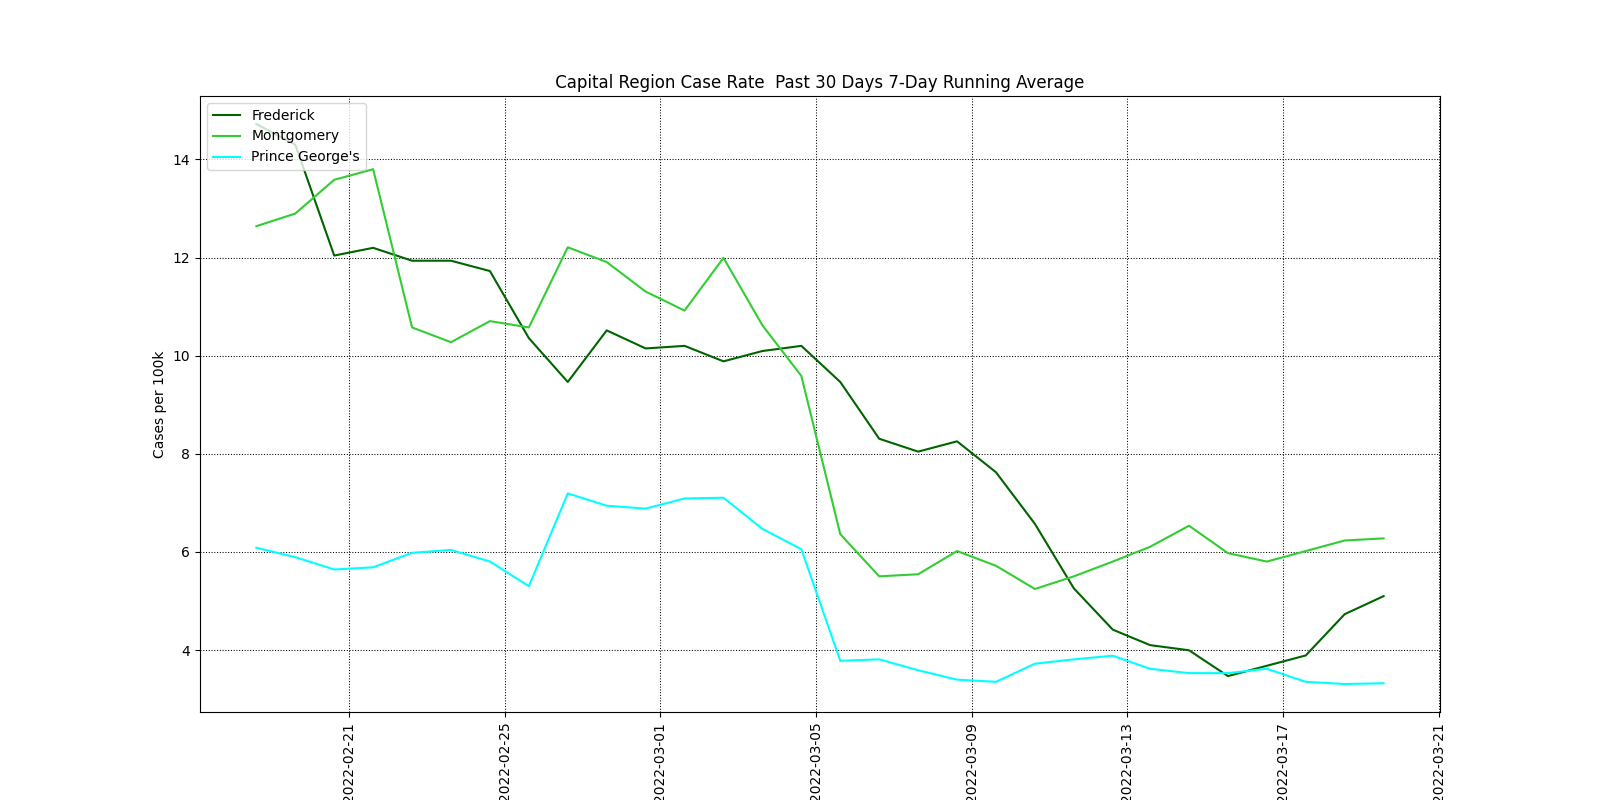 Capital Region Case Rate  Past 30 Days 7-Day Running Average
Frederick
Montgomery
Prince George's
Cases per 100k
14
12
10
8
6
4
2022-02-21
2022-02-25
2022-03-01
2022-03-05
2022-03-09
2022-03-13
2022-03-17
2022-03-21